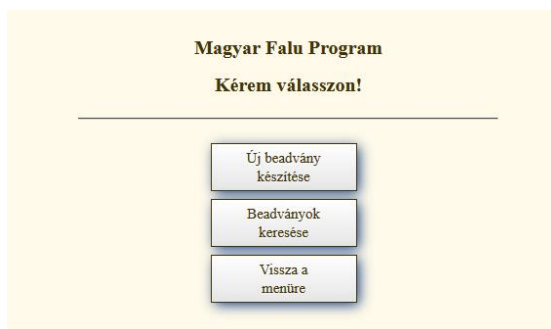 Magyar Falu Program
Kérem válasszon!
Új beadvány
készítése
Beadványok
keresése
Vissza a
menüre